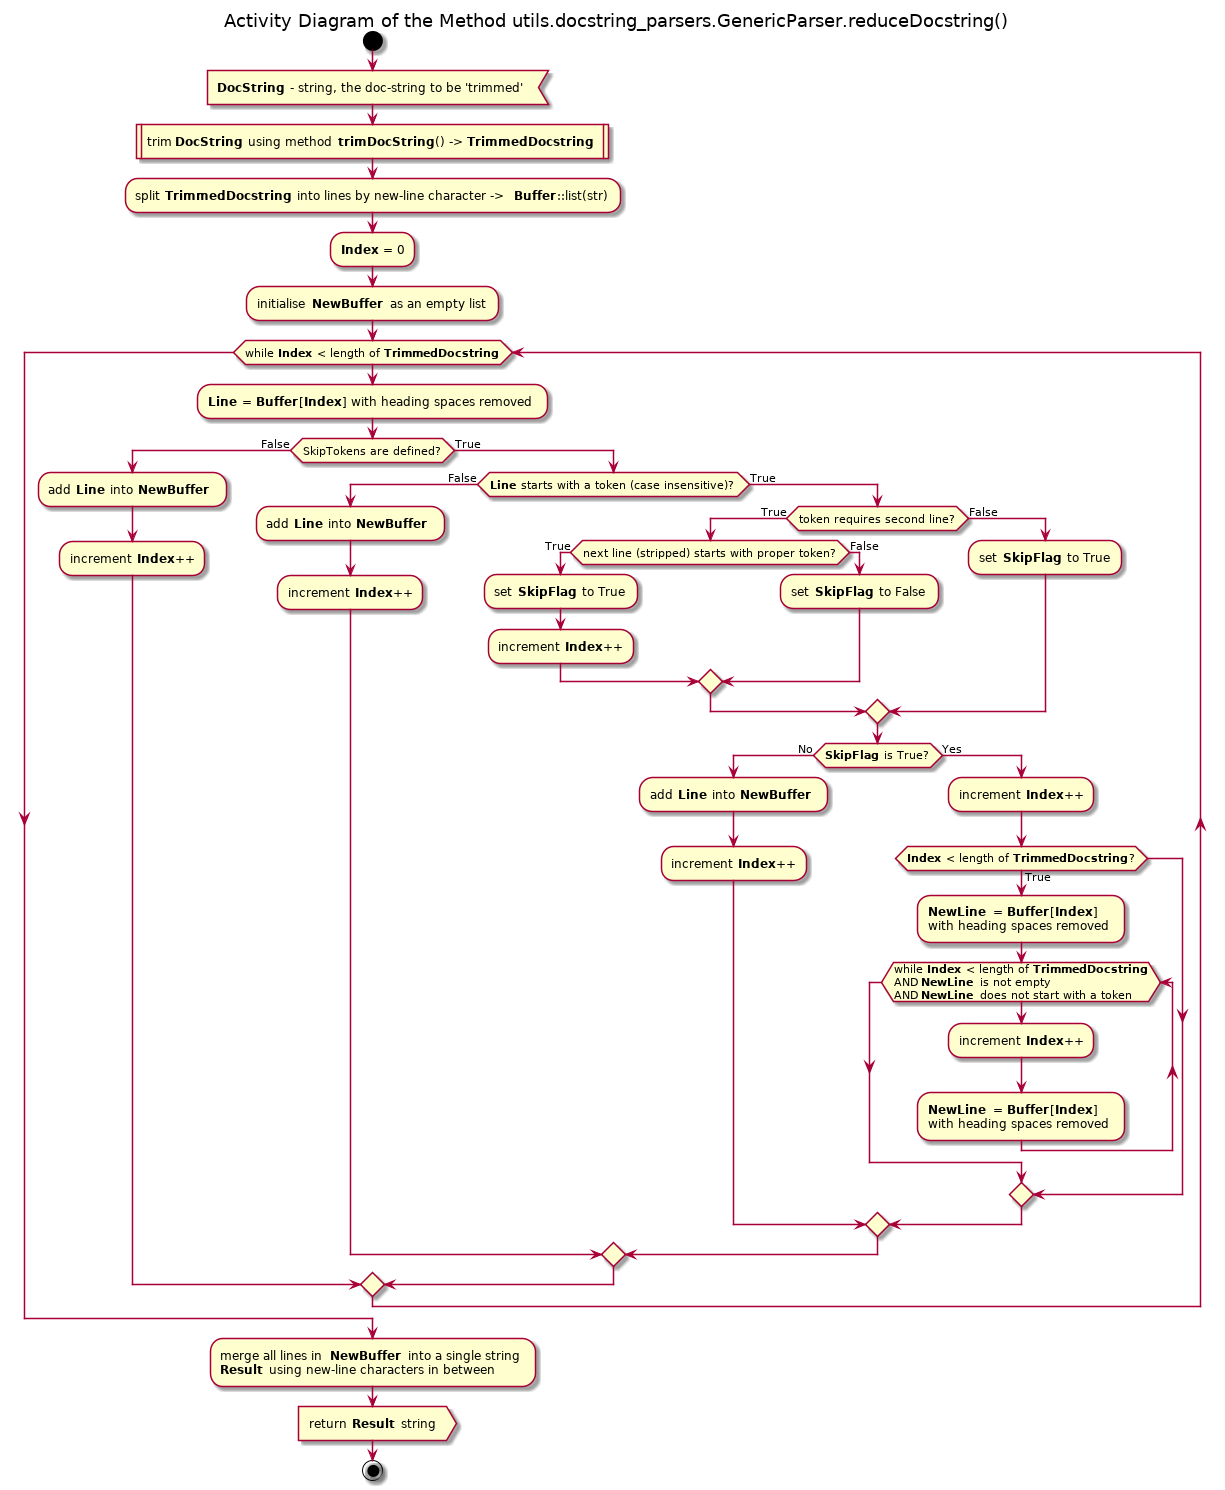 Activity Diagram of the Method utils.docstring_parsers.GenericParser.reduceDocstring()
DocString - string, the doc-string to be 'trimmed'
trim DocString using method trimDocString() -> TrimmedDocstring
split TrimmedDocstring into lines by new-line character -> Buffer::list(str)
Index = 0
initialise NewBuffer as an empty list
while Index < length of TrimmedDocstring
Line = Buffer[Index] with heading spaces removed
False
SkipTokens are defined?
True
add Line into NewBuffer
increment Index++
False
Line starts with a token (case insensitive)?
True
add Line into NewBuffer
increment Index++
True
token requires second line?
False
True
next line (stripped) starts with proper token?
False
set SkipFlag to True
increment Index++
set SkipFlag to False
set SkipFlag to True
No
SkipFlag is True?
Yes
add Line into NewBuffer
increment Index++
increment Index++
Index < length of TrimmedDocstring?
True
NewLine = Buffer[Index]
with heading spaces removed
while Index < length of TrimmedDocstring
AND NewLine is not empty
AND NewLine does not start with a token
increment Index++
NewLine = Buffer[Index]
with heading spaces removed
merge all lines in NewBuffer into a single string
Result using new-line characters in between
return Result string